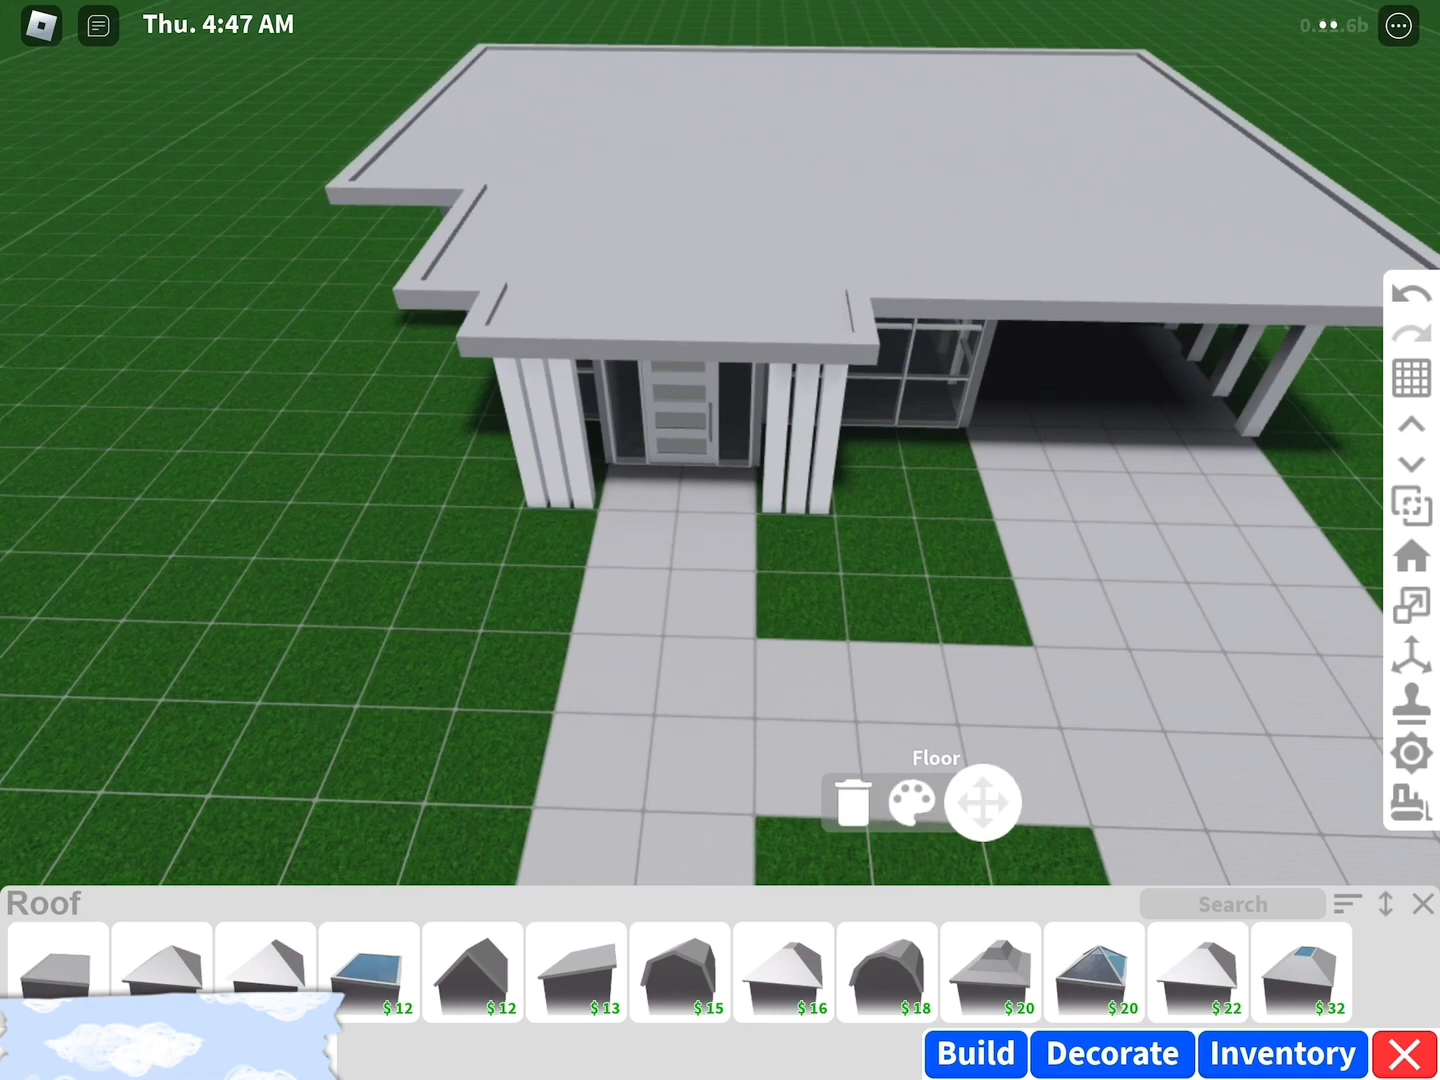 Thu. 4:47 AM
Floor
Roof
Search
$12
$12
$13
$15
$16
$18
$20
$20
$22
$32
Build
Decorate
Inventory